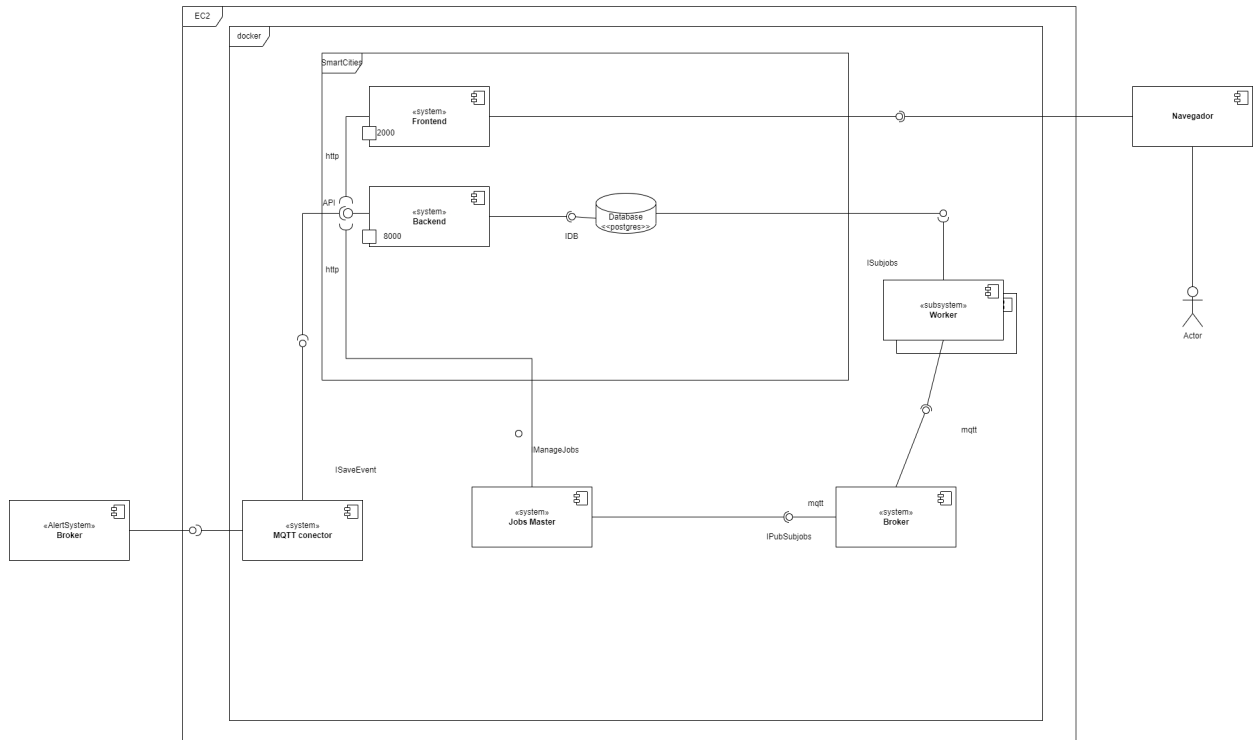 EC2
docker
SmartCities
«system»
Frontend
2000
http
Navegador
API
«system»
Backend
8000
IDB
Database
<<postgres>>
http
ISubjobs
«subsystem»
Worker
Actor
mqtt
IManageJobs
ISaveEvent
«AlertSystem»
Broker
«system»
MQTT conector
«system»
Jobs Master
mqtt
IPubSubjobs
«system»
Broker